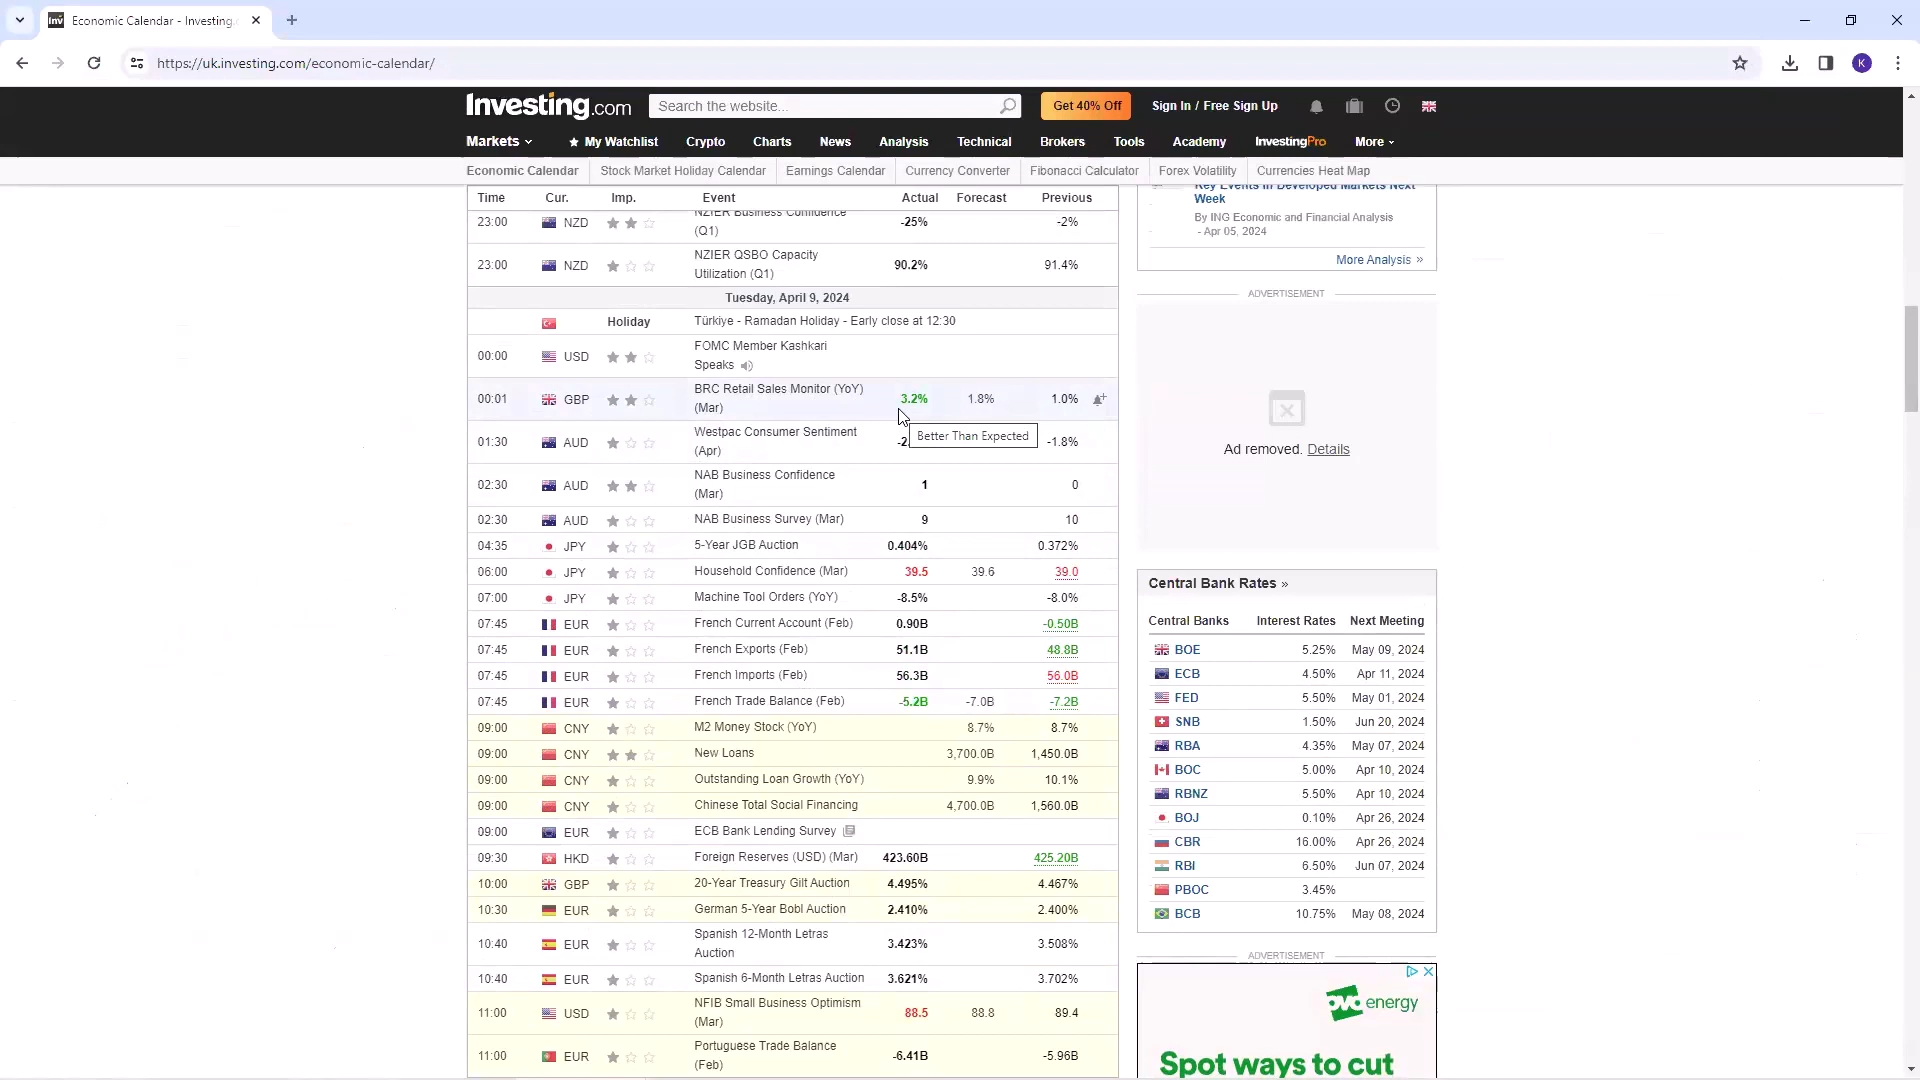 Economic Calendar - Investing.
https://uk.investing.com/economic-calendar/
K
Investing.com
Search the website...
Get 40% Off
Sign In / Free Sign Up
Markets
My Watchlist
Crypto
Charts
News
Analysis
Technical
Brokers
Tools
Academy
InvestingPro
More
Economic Calendar
Stock Market Holiday Calendar
Earnings Calendar
Currency Converter
Fibonacci Calculator
Forex Volatility
Currencies Heat Map
Time Cur. Imp. Event Actual Forecast Previous
23:00 NZD NZIER Business Confidence (Q1) -25% -2%
23:00 NZD NZIER QSBO Capacity Utilization (Q1) 90.2% 91.4%
Tuesday, April 9, 2024
Holiday Türkiye - Ramadan Holiday - Early close at 12:30
00:00 USD FOMC Member Kashkari Speaks
00:01 GBP BRC Retail Sales Monitor (YoY) (Mar) 3.2% 1.8% 1.0%
Better Than Expected
01:30 AUD Westpac Consumer Sentiment (Apr) -2. -1.8%
02:30 AUD NAB Business Confidence (Mar) 1 0
02:30 AUD NAB Business Survey (Mar) 9 10
04:35 JPY 5-Year JGB Auction 0.404% 0.372%
06:00 JPY Household Confidence (Mar) 39.5 39.6 39.0
07:00 JPY Machine Tool Orders (YoY) -8.5% -8.0%
07:45 EUR French Current Account (Feb) 0.90B -0.50B
07:45 EUR French Exports (Feb) 51.1B 48.8B
07:45 EUR French Imports (Feb) 56.3B 56.0B
07:45 EUR French Trade Balance (Feb) -5.2B -7.0B -7.2B
09:00 CNY M2 Money Stock (YoY) 8.7% 8.7%
09:00 CNY New Loans 3,700.0B 1,450.0B
09:00 CNY Outstanding Loan Growth (YoY) 9.9% 10.1%
09:00 CNY Chinese Total Social Financing 4,700.0B 1,560.0B
09:00 EUR ECB Bank Lending Survey
09:30 HKD Foreign Reserves (USD) (Mar) 423.60B 425.20B
10:00 GBP 20-Year Treasury Gilt Auction 4.495% 4.467%
10:30 EUR German 5-Year Bobl Auction 2.410% 2.400%
10:40 EUR Spanish 12-Month Letras Auction 3.423% 3.508%
10:40 EUR Spanish 6-Month Letras Auction 3.621% 3.702%
11:00 USD NFIB Small Business Optimism (Mar) 88.5 88.8 89.4
11:00 EUR Portuguese Trade Balance (Feb) -6.41B -5.96B
Key Events In Developed Markets Next
Week
By ING Economic and Financial Analysis
- Apr 05, 2024
More Analysis »
ADVERTISEMENT
Ad removed. Details
Central Bank Rates »
Central Banks Interest Rates Next Meeting
BOE 5.25% May 09, 2024
ECB 4.50% Apr 11, 2024
FED 5.50% May 01, 2024
SNB 1.50% Jun 20, 2024
RBA 4.35% May 07, 2024
BOC 5.00% Apr 10, 2024
RBNZ 5.50% Apr 10, 2024
BOJ 0.10% Apr 26, 2024
CBR 16.00% Apr 26, 2024
RBI 6.50% Jun 07, 2024
PBOC 3.45%
BCB 10.75% May 08, 2024
ADVERTISEMENT
ovo energy
Spot ways to cut